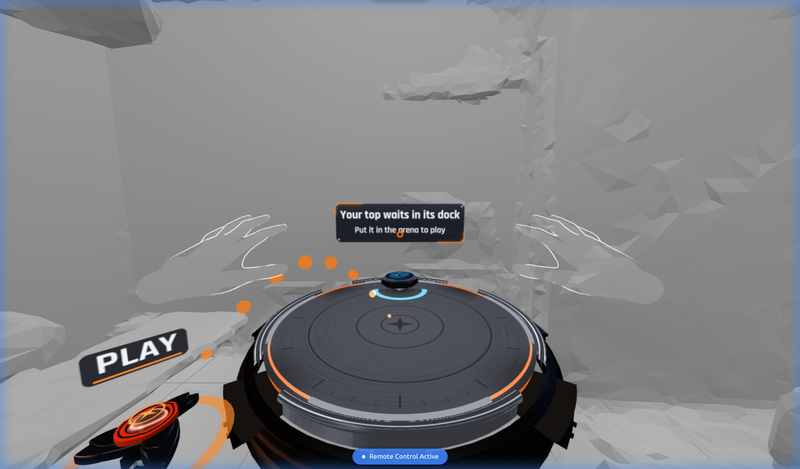 Your top waits in its dock
Put it in the arena to play
PLAY
Remote Control Active